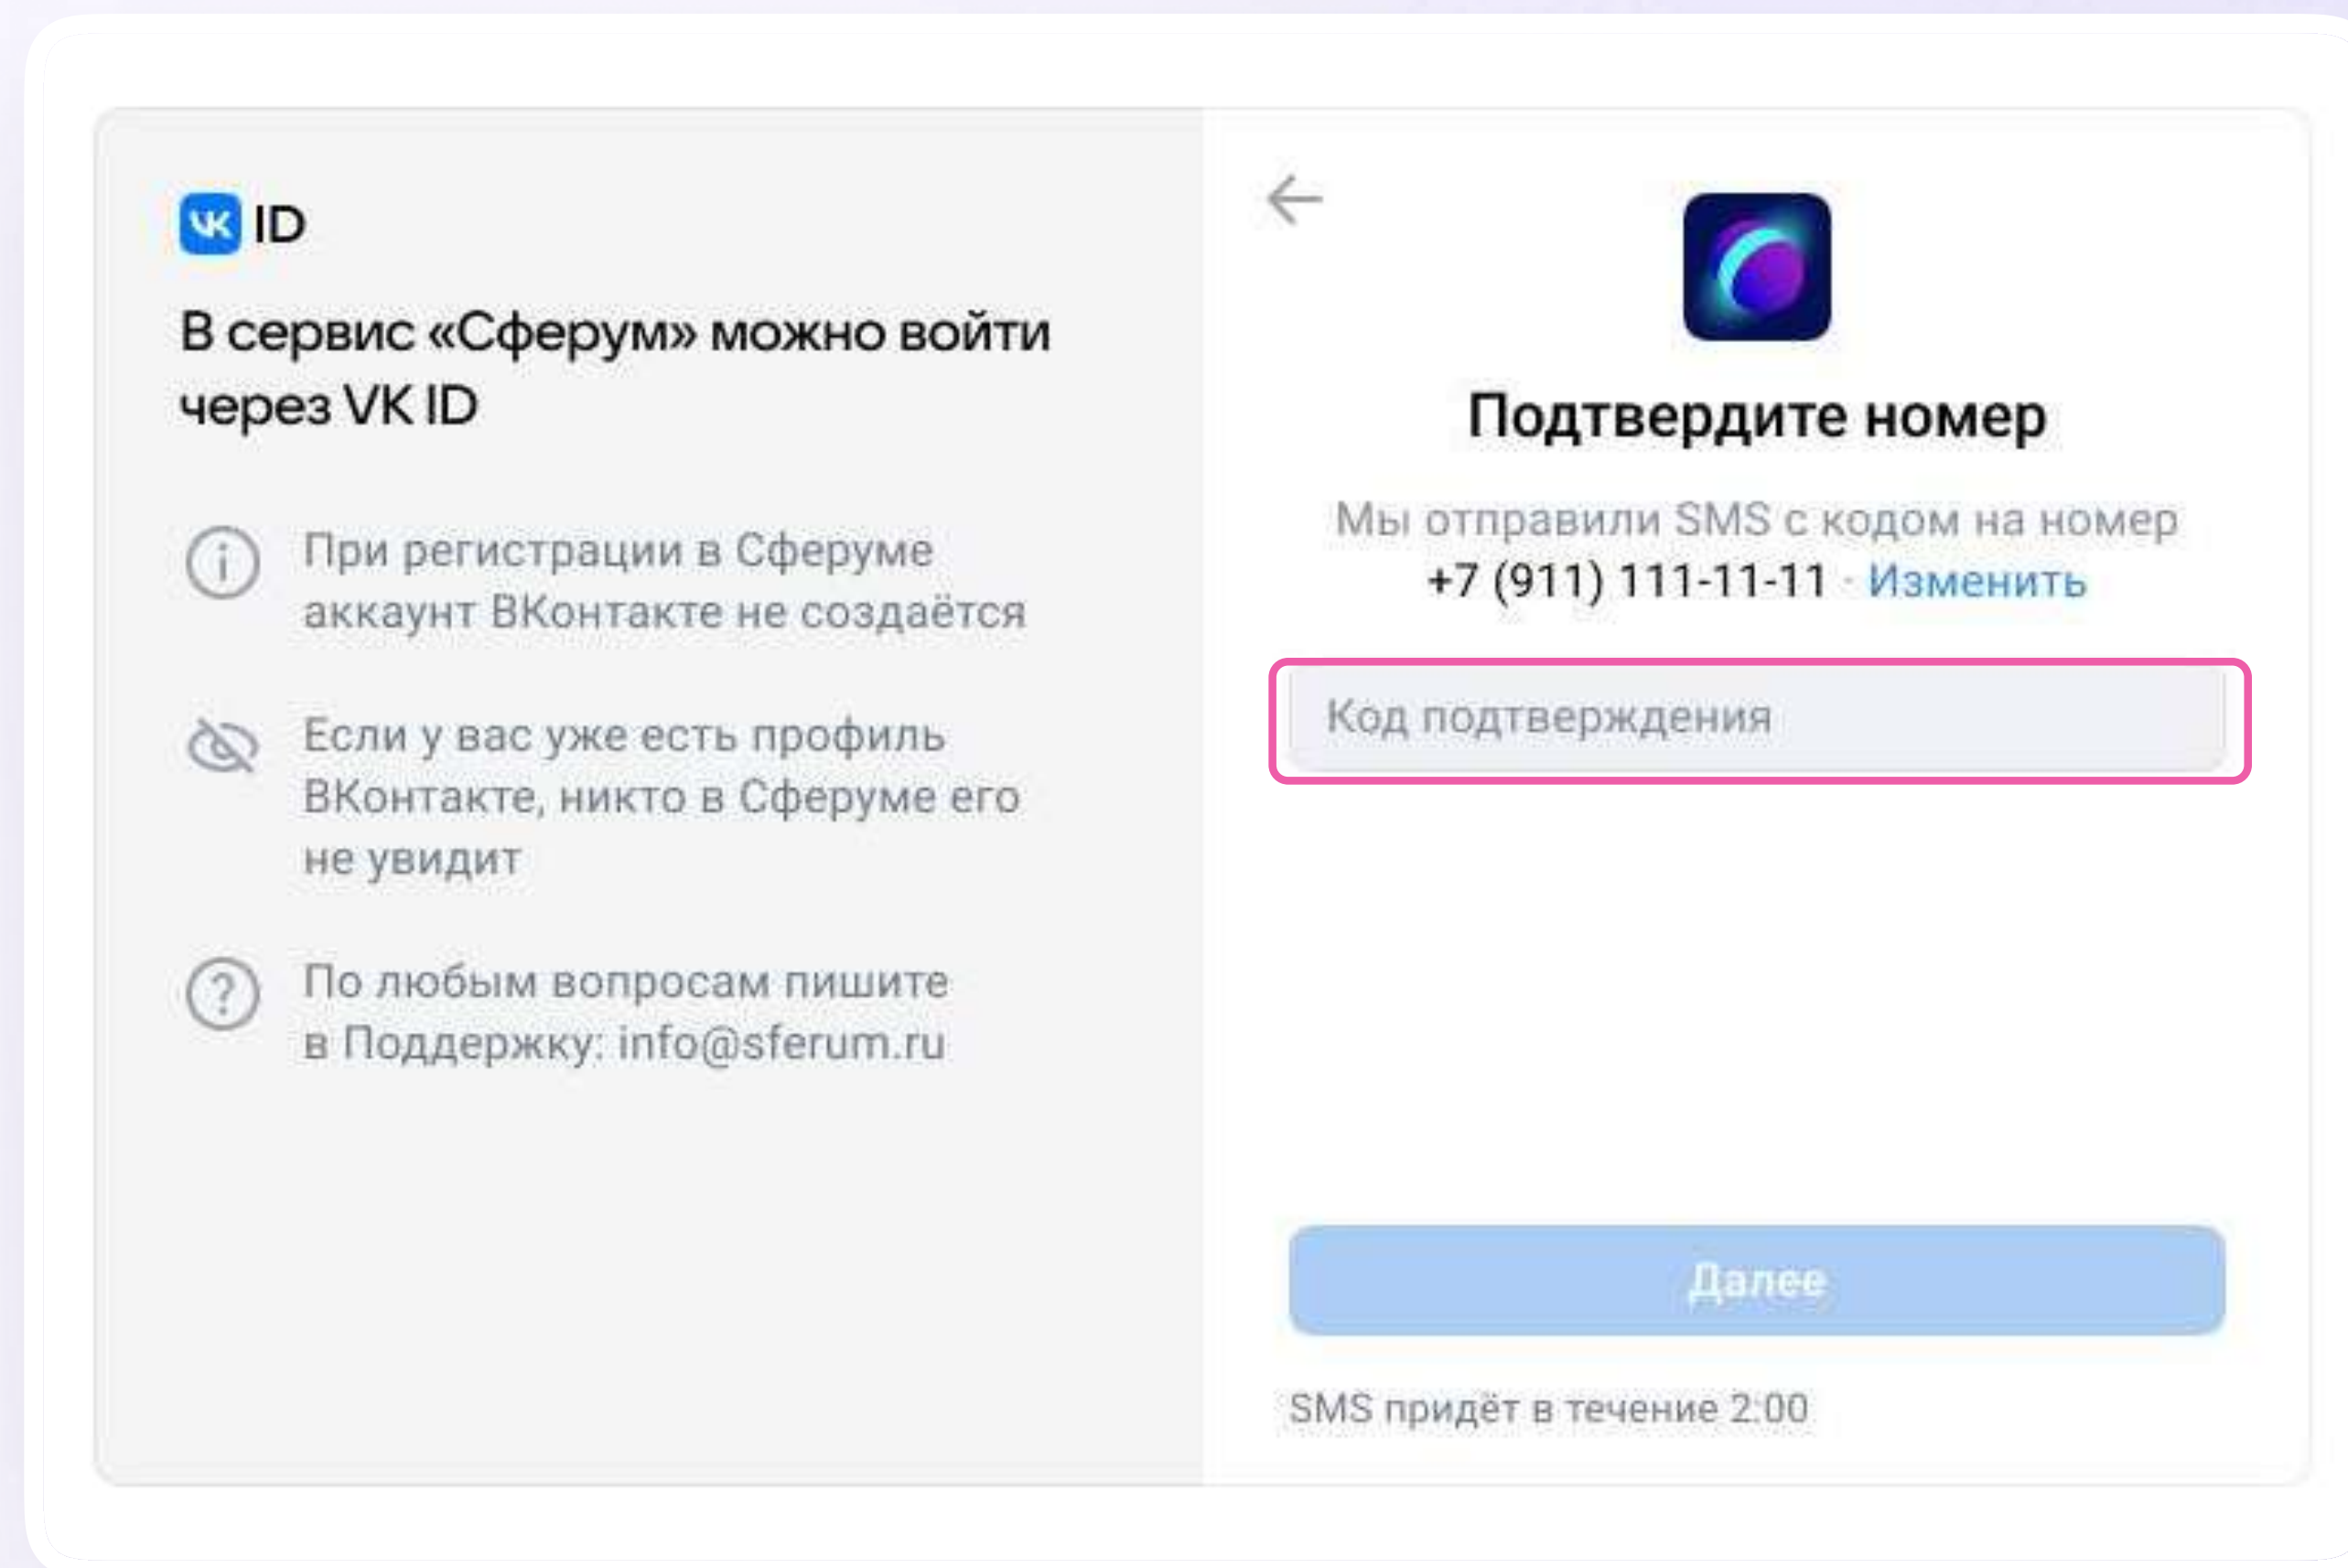 VK ID
В сервис «Сферум» можно войти
через VK ID
При регистрации в Сферуме
аккаунт ВКонтакте не создаётся
Если у вас уже есть профиль
ВКонтакте, никто в Сферуме его
не увидит
По любым вопросам пишите
в Поддержку: info@sferum.ru
Подтвердите номер
Мы отправили SMS с кодом на номер
+7 (911) 111-11-11 · Изменить
Код подтверждения
Далее
SMS придёт в течение 2:00